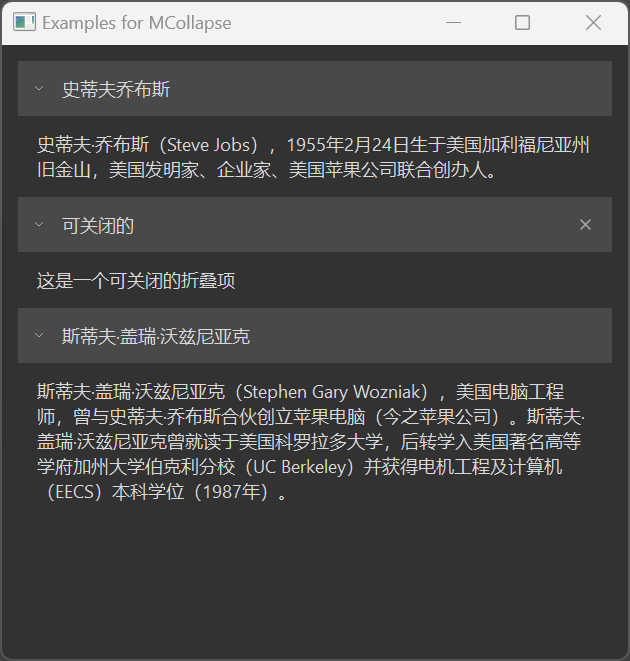 Examples for MCollapse
史蒂夫乔布斯
史蒂夫·乔布斯（Steve Jobs），1955年2月24日生于美国加利福尼亚州
旧金山，美国发明家、企业家、美国苹果公司联合创办人。
可关闭的
这是一个可关闭的折叠项
斯蒂夫·盖瑞·沃兹尼亚克
斯蒂夫·盖瑞·沃兹尼亚克（Stephen Gary Wozniak），美国电脑工程
师，曾与史蒂夫·乔布斯合伙创立苹果电脑（今之苹果公司）。斯蒂夫·
盖瑞·沃兹尼亚克曾就读于美国科罗拉多大学，后转学入美国著名高等
学府加州大学伯克利分校（UC Berkeley）并获得电机工程及计算机
（EECS）本科学位（1987年）。